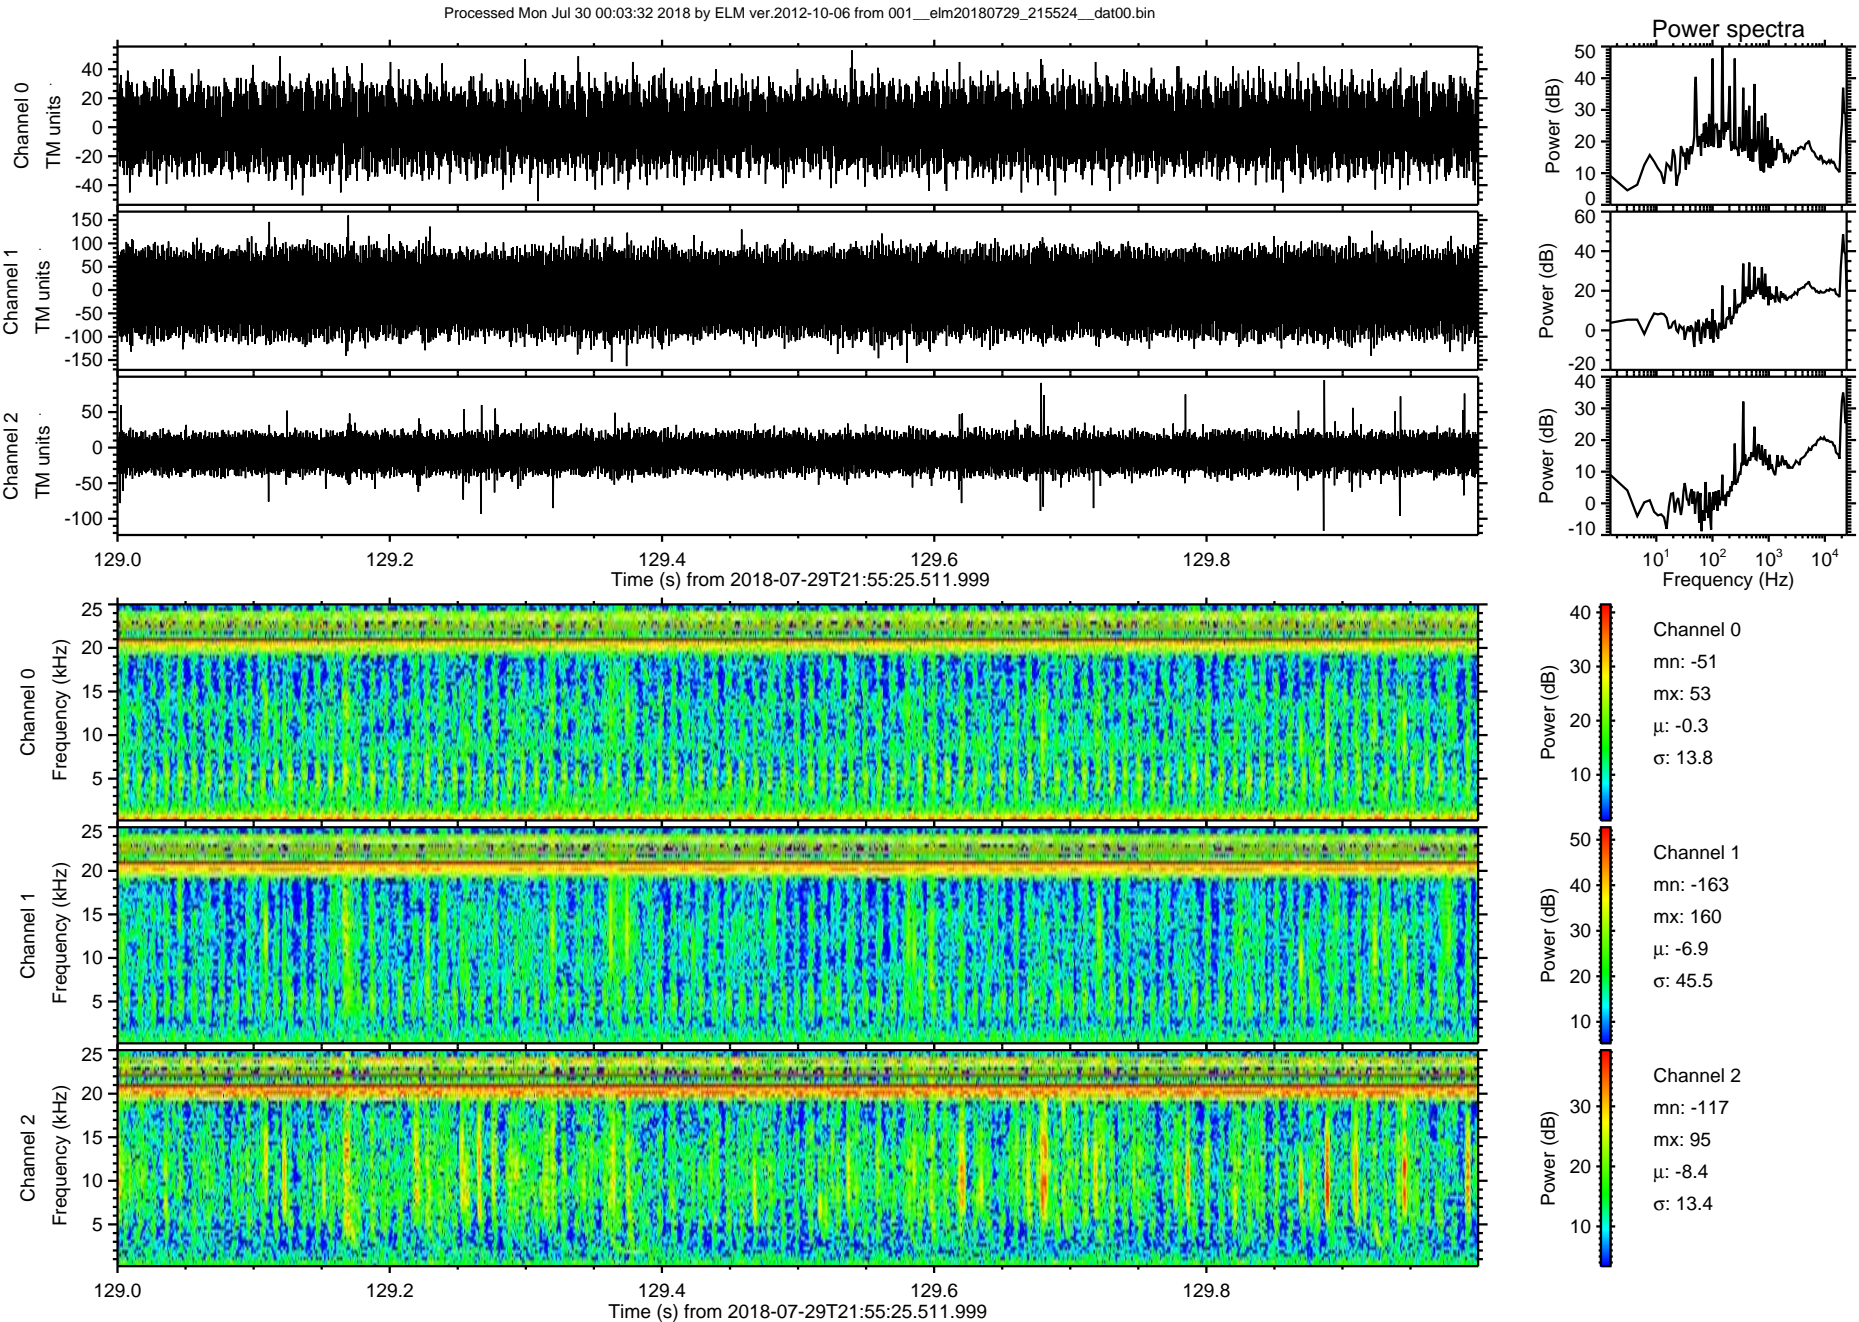 Processed Mon Jul 30 00:03:32 2018 by ELM ver.2012-10-06 from 001__elm20180729_215524__dat00.bin
Power spectra
Channel 0
TM units
40
20
0
-20
-40
Power (dB)
50
40
30
20
10
0
Channel 1
TM units
150
100
50
0
-50
-100
-150
Power (dB)
60
40
20
0
-20
Channel 2
TM units
50
0
-50
-100
Power (dB)
40
30
20
10
0
-10
129.0 129.2 129.4 129.6 129.8
Time (s) from 2018-07-29T21:55:25.511.999
10^1 10^2 10^3 10^4
Frequency (Hz)
Channel 0
Frequency (kHz)
25
20
15
10
5
Power (dB)
40
30
20
10
Channel 0
mn: -51
mx: 53
μ: -0.3
σ: 13.8
Channel 1
Frequency (kHz)
25
20
15
10
5
Power (dB)
50
40
30
20
10
Channel 1
mn: -163
mx: 160
μ: -6.9
σ: 45.5
Channel 2
Frequency (kHz)
25
20
15
10
5
Power (dB)
30
20
10
Channel 2
mn: -117
mx: 95
μ: -8.4
σ: 13.4
129.0 129.2 129.4 129.6 129.8
Time (s) from 2018-07-29T21:55:25.511.999